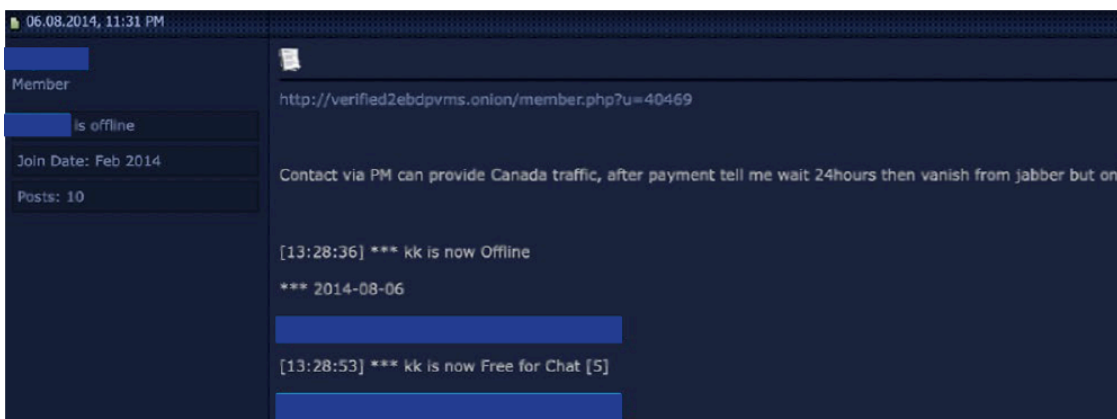 06.08.2014, 11:31 PM
Member
is offline
Join Date: Feb 2014
Posts: 10
http://verified2ebdpvms.onion/member.php?u=40469
Contact via PM can provide Canada traffic, after payment tell me wait 24hours then vanish from jabber but on
[13:28:36] *** kk is now Offline
*** 2014-08-06
[13:28:53] *** kk is now Free for Chat [5]